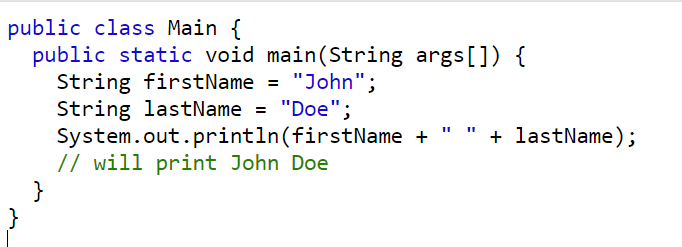 public class Main {
  public static void main(String args[]) {
    String firstName = "John";
    String lastName = "Doe";
    System.out.println(firstName + " " + lastName);
    // will print John Doe
  }
}